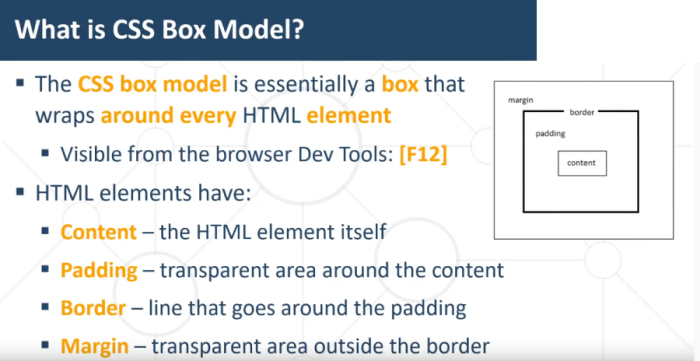 What is CSS Box Model?
▪ The CSS box model is essentially a box that
wraps around every HTML element
▪ Visible from the browser Dev Tools: [F12]
▪ HTML elements have:
▪ Content – the HTML element itself
▪ Padding – transparent area around the content
▪ Border – line that goes around the padding
▪ Margin – transparent area outside the border
margin
border
padding
content